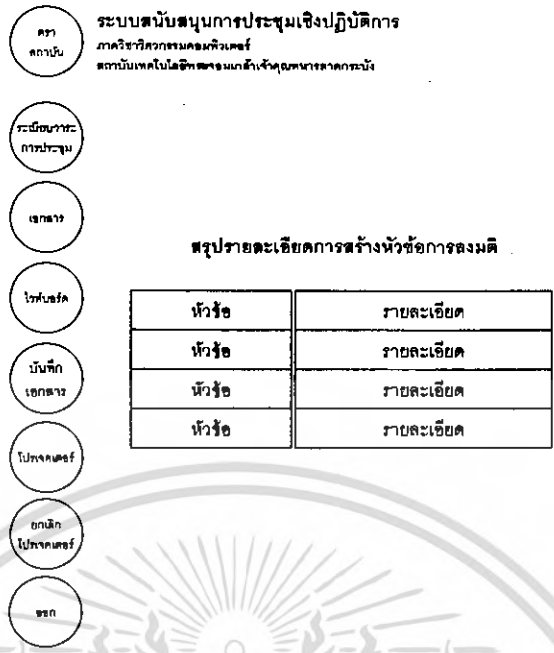 ตรา
สถาบัน
ระบบสนับสนุนการประชุมเชิงปฏิบัติการ
ภาควิชาวิศวกรรมคอมพิวเตอร์
สถาบันเทคโนโลยีพระจอมเกล้าเจ้าคุณทหารลาดกระบัง
ระเบียบวาระ
การประชุม
เอกสาร
ไวท์บอร์ด
บันทึก
เอกสาร
โปรเจคเตอร์
ยกเลิก
โปรเจคเตอร์
ออก
สรุปรายละเอียดการสร้างหัวข้อการลงมติ
หัวข้อ รายละเอียด
หัวข้อ รายละเอียด
หัวข้อ รายละเอียด
หัวข้อ รายละเอียด